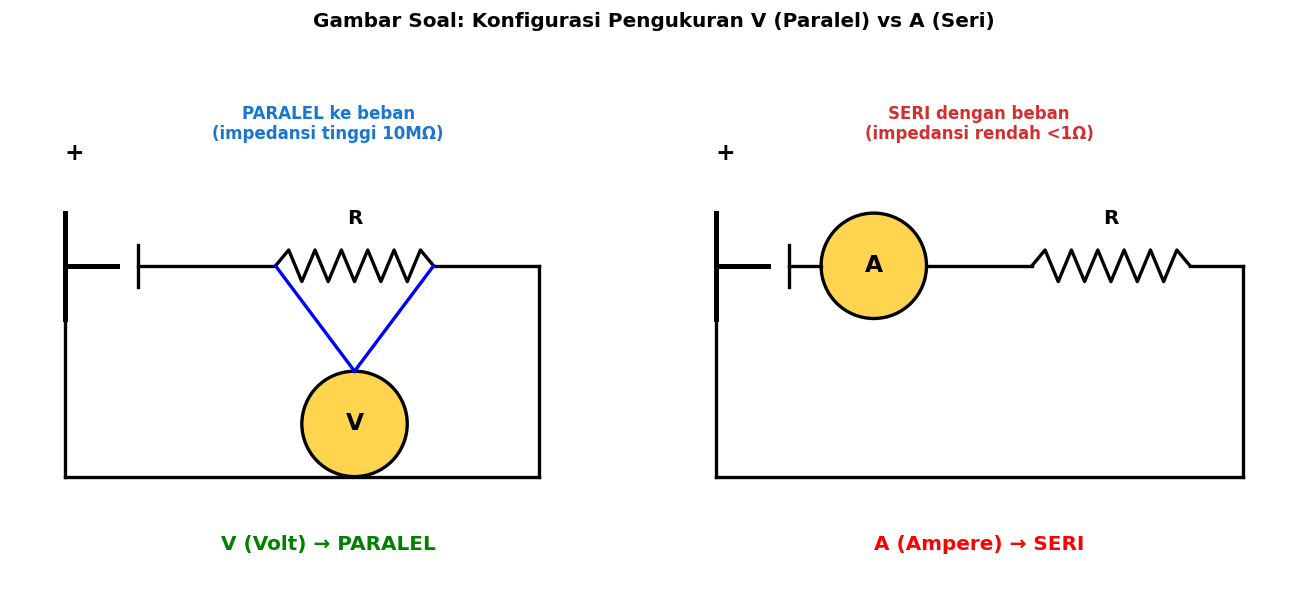 Gambar Soal: Konfigurasi Pengukuran V (Paralel) vs A (Seri)
PARALEL ke beban
(impedansi tinggi 10MΩ)
+
R
V
V (Volt) → PARALEL
SERI dengan beban
(impedansi rendah <1Ω)
+
A
R
A (Ampere) → SERI